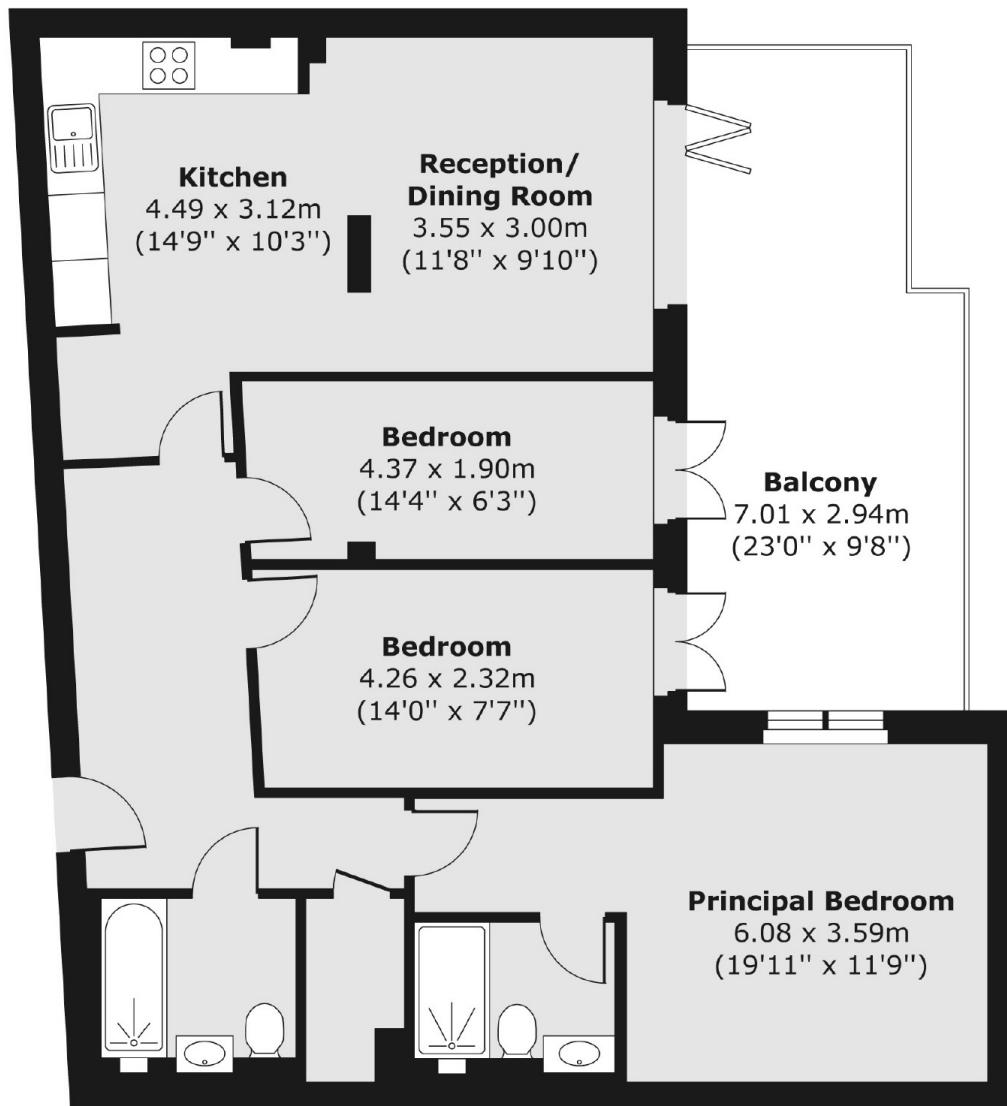 Kitchen
4.49 x 3.12m
(14'9'' x 10'3'')
Reception/
Dining Room
3.55 x 3.00m
(11'8'' x 9'10'')
Bedroom
4.37 x 1.90m
(14'4'' x 6'3'')
Balcony
7.01 x 2.94m
(23'0'' x 9'8'')
Bedroom
4.26 x 2.32m
(14'0'' x 7'7'')
Principal Bedroom
6.08 x 3.59m
(19'11'' x 11'9'')